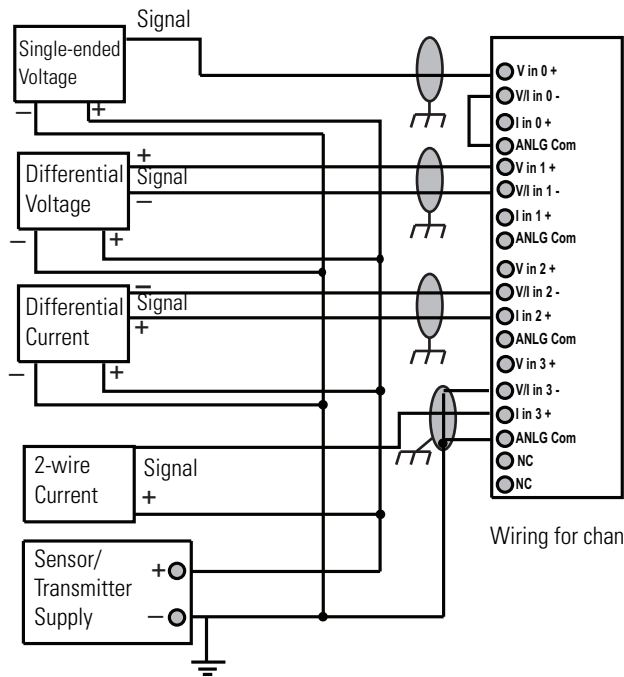 Signal
Single-ended
Voltage
− +
+
Differential Signal
Voltage −
− +
−
Differential Signal
Current +
− +
2-wire Signal
Current +
Sensor/
Transmitter +
Supply −
V in 0 +
V/I in 0 -
I in 0 +
ANLG Com
V in 1 +
V/I in 1 -
I in 1 +
ANLG Com
V in 2 +
V/I in 2 -
I in 2 +
ANLG Com
V in 3 +
V/I in 3 -
I in 3 +
ANLG Com
NC
NC
Wiring for chan